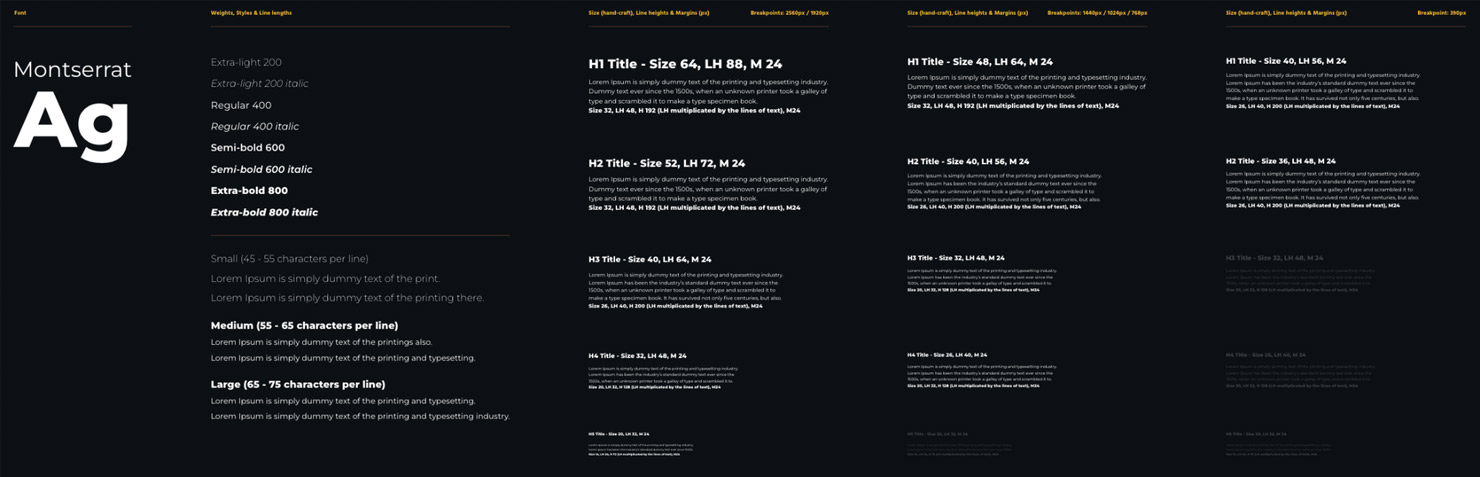 Font
Montserrat
Ag
Weights, Styles & Line lengths
Extra-light 200
Extra-light 200 italic
Regular 400
Regular 400 italic
Semi-bold 600
Semi-bold 600 italic
Extra-bold 800
Extra-bold 800 italic
Small (45 - 55 characters per line)
Lorem Ipsum is simply dummy text of the print.
Lorem Ipsum is simply dummy text of the printing there.
Medium (55 - 65 characters per line)
Lorem Ipsum is simply dummy text of the printings also.
Lorem Ipsum is simply dummy text of the printing and typesetting.
Large (65 - 75 characters per line)
Lorem Ipsum is simply dummy text of the printing and typesetting.
Lorem Ipsum is simply dummy text of the printing and typesetting industry.
Size (hand-craft), Line heights & Margins (px)
Breakpoints: 2560px / 1920px
H1 Title - Size 64, LH 88, M 24
Lorem Ipsum is simply dummy text of the printing and typesetting industry.
Dummy text ever since the 1500s, when an unknown printer took a galley of
type and scrambled it to make a type specimen book.
Size 32, LH 48, H 192 (LH multiplicated by the lines of text), M24
H2 Title - Size 52, LH 72, M 24
Lorem Ipsum is simply dummy text of the printing and typesetting industry.
Dummy text ever since the 1500s, when an unknown printer took a galley of
type and scrambled it to make a type specimen book.
Size 32, LH 48, H 192 (LH multiplicated by the lines of text), M24
H3 Title - Size 40, LH 64, M 24
Lorem Ipsum is simply dummy text of the printing and typesetting industry.
Lorem Ipsum has been the industry's standard dummy text ever since the
1500s, when an unknown printer took a galley of type and scrambled it to
make a type specimen book. It has survived not only five centuries, but also.
Size 26, LH 40, H 200 (LH multiplicated by the lines of text), M24
H4 Title - Size 32, LH 48, M 24
Lorem Ipsum is simply dummy text of the printing and typesetting industry.
Lorem Ipsum has been the industry's standard dummy text ever since the
1500s, when an unknown printer took a galley of type and scrambled it to
Size 20, LH 32, H 128 (LH multiplicated by the lines of text), M24
H5 Title - Size 20, LH 32, M 24
Lorem Ipsum is simply dummy text of the printing and typesetting industry.
Size (hand-craft), Line heights & Margins (px)
Breakpoints: 1440px / 1024px / 768px
H1 Title - Size 48, LH 64, M 24
Lorem Ipsum is simply dummy text of the printing and typesetting industry.
Dummy text ever since the 1500s, when an unknown printer took a galley of
type and scrambled it to make a type specimen book.
Size 32, LH 48, H 192 (LH multiplicated by the lines of text), M24
H2 Title - Size 40, LH 56, M 24
Lorem Ipsum is simply dummy text of the printing and typesetting industry.
Lorem Ipsum has been the industry's standard dummy text ever since the
1500s, when an unknown printer took a galley of type and scrambled it to
make a type specimen book. It has survived not only five centuries, but also.
Size 26, LH 40, H 200 (LH multiplicated by the lines of text), M24
H3 Title - Size 32, LH 48, M 24
Lorem Ipsum is simply dummy text of the printing and typesetting industry.
Lorem Ipsum has been the industry's standard dummy text ever since the
1500s, when an unknown printer took a galley of type and scrambled it to
Size 20, LH 32, H 128 (LH multiplicated by the lines of text), M24
H4 Title - Size 26, LH 40, M 24
Lorem Ipsum is simply dummy text of the printing and typesetting industry.
Lorem Ipsum has been the industry's standard dummy text ever since the
1500s, when an unknown printer took a galley of type and scrambled it to
Size 20, LH 32, H 128 (LH multiplicated by the lines of text), M24
H5 Title - Size 20, LH 32, M 24
Size (hand-craft), Line heights & Margins (px)
Breakpoint: 390px
H1 Title - Size 40, LH 56, M 24
Lorem Ipsum is simply dummy text of the printing and typesetting industry.
Lorem Ipsum has been the industry's standard dummy text ever since the
1500s, when an unknown printer took a galley of type and scrambled it to
make a type specimen book. It has survived not only five centuries, but also.
Size 26, LH 40, H 200 (LH multiplicated by the lines of text), M24
H2 Title - Size 36, LH 48, M 24
Lorem Ipsum is simply dummy text of the printing and typesetting industry.
Lorem Ipsum has been the industry's standard dummy text ever since the
1500s, when an unknown printer took a galley of type and scrambled it to
make a type specimen book. It has survived not only five centuries, but also.
Size 26, LH 40, H 200 (LH multiplicated by the lines of text), M24
H3 Title - Size 32, LH 48, M 24
H4 Title - Size 26, LH 40, M 24
H5 Title - Size 20, LH 32, M 24